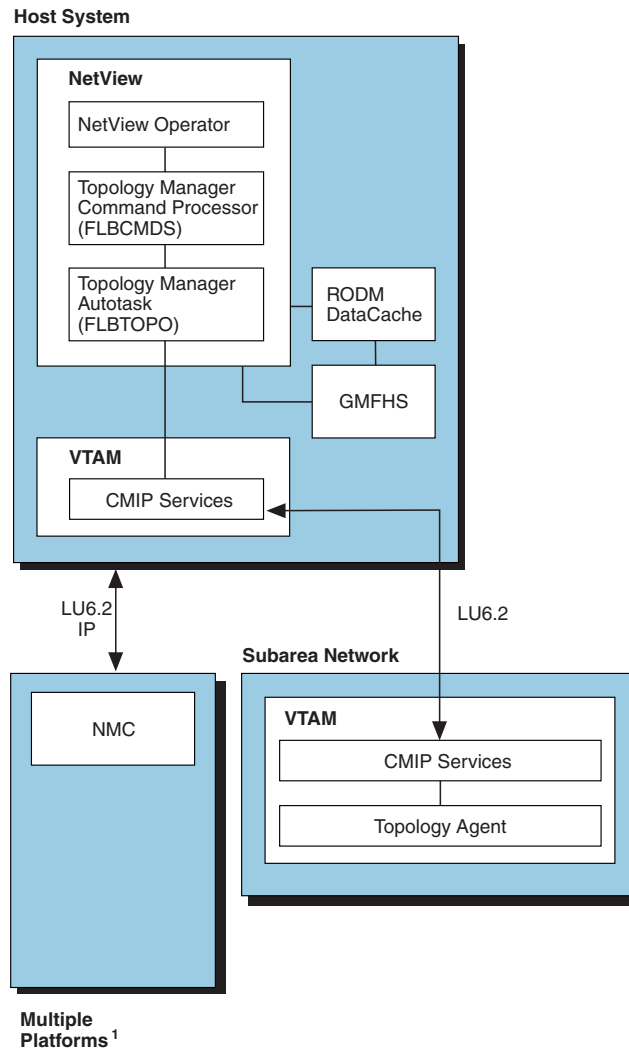 Host System
NetView
NetView Operator
Topology Manager
Command Processor
(FLBCMDS)
Topology Manager
Autotask
(FLBTOPO)
RODM
DataCache
GMFHS
VTAM
CMIP Services
LU6.2
IP
LU6.2
Subarea Network
NMC
VTAM
CMIP Services
Topology Agent
Multiple
Platforms 1